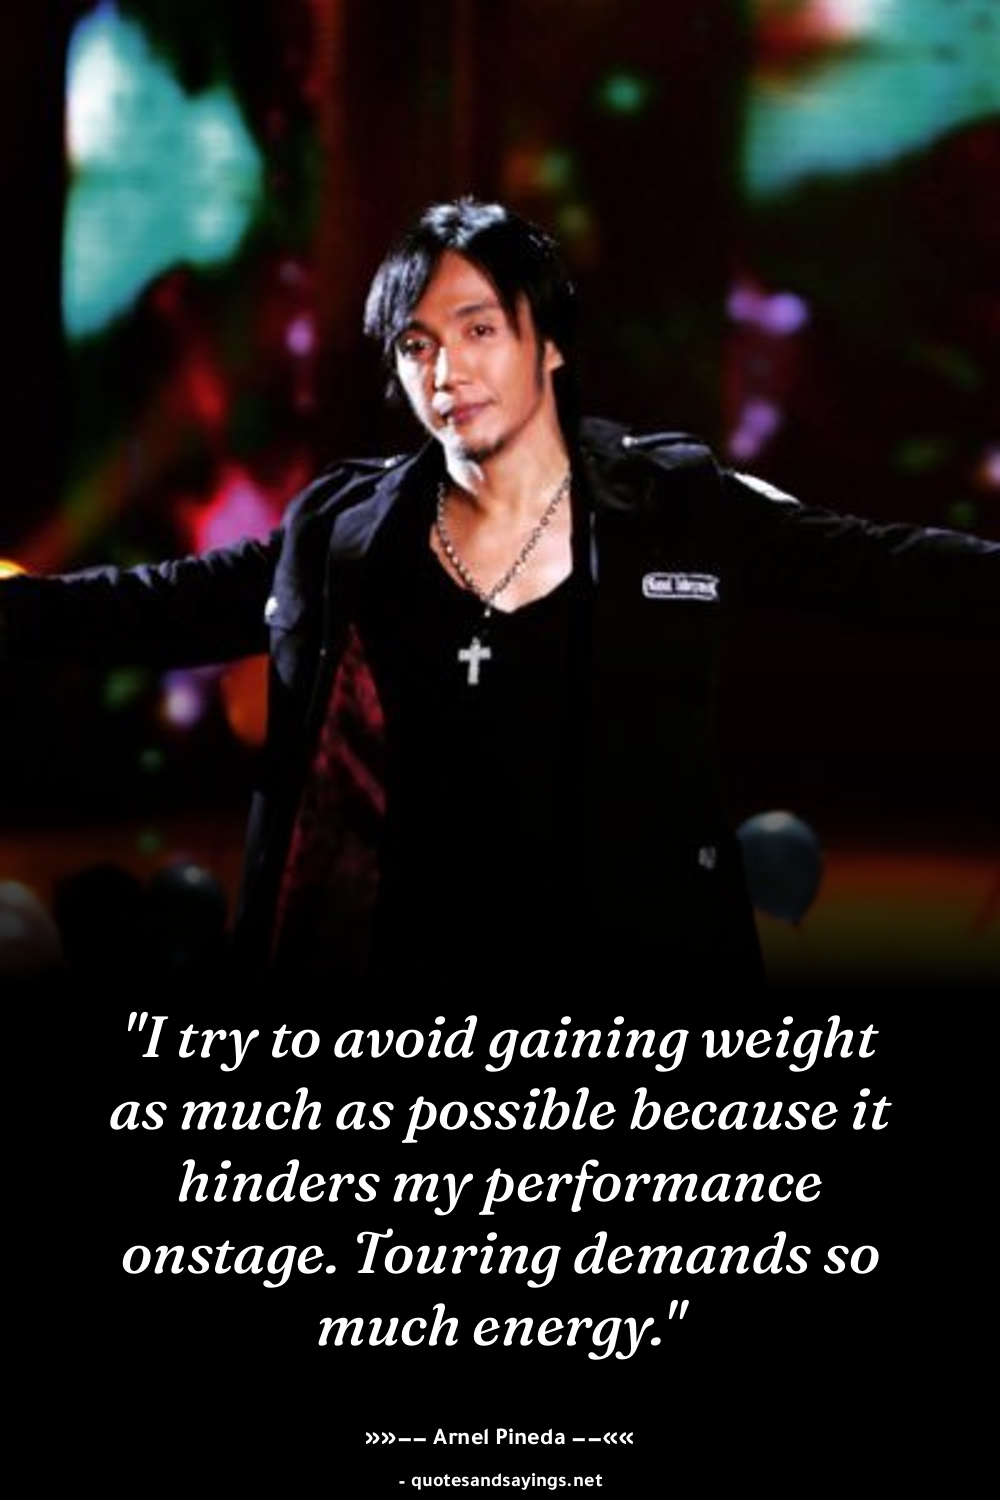 "I try to avoid gaining weight
as much as possible because it
hinders my performance
onstage. Touring demands so
much energy."
»»–– Arnel Pineda ––««
- quotesandsayings.net